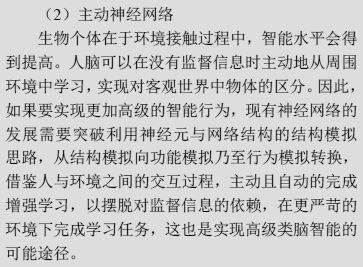 （2）主动神经网络
生物个体在于环境接触过程中，智能水平会得
到提高。人脑可以在没有监督信息时主动地从周围
环境中学习，实现对客观世界中物体的区分。因此，
如果要实现更加高级的智能行为，现有神经网络的
发展需要突破利用神经元与网络结构的结构模拟
思路，从结构模拟向功能模拟乃至行为模拟转换，
借鉴人与环境之间的交互过程，主动且自动的完成
增强学习，以摆脱对监督信息的依赖，在更严苛的
环境下完成学习任务，这也是实现高级类脑智能的
可能途径。